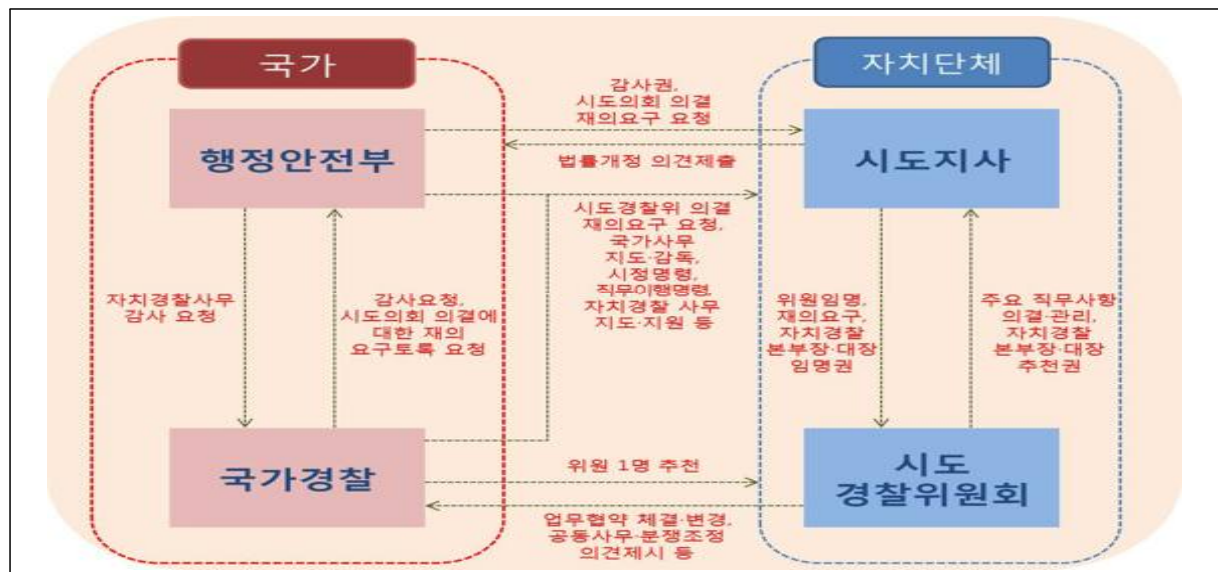 국가
자치단체
감사권,
시도의회 의결
재의요구 요청
행정안전부
시도지사
법률개정 의견제출
시도경찰위 의결
재의요구 요청,
국가사무
지도·감독,
시정명령,
직무이행명령,
자치경찰 사무
지도·지원 등
자치경찰사무
감사 요청
감사요청,
시도의회 의결에
대한 재의
요구토록 요청
위원임명,
재의요구,
자치경찰
본부장·대장
임명권
주요 직무사항
의결·관리,
자치경찰
본부장·대장
추천권
국가경찰
위원 1명 추천
시도
경찰위원회
업무협약 체결·변경,
공동사무·분쟁조정
의견제시 등